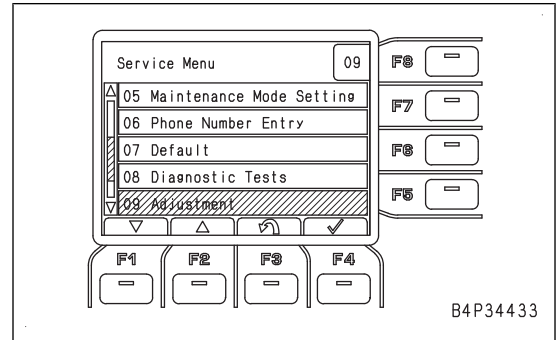 Service Menu 09
05 Maintenance Mode Setting
06 Phone Number Entry
07 Default
08 Diagnostic Tests
09 Adjustment
F8
F7
F6
F5
F1 F2 F3 F4
B4P34433